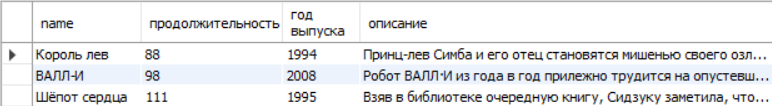 name продолжительность год выпуска описание
Король лев 88 1994 Принц-лев Симба и его отец становятся мишенью своего озл...
ВАЛЛ-И 98 2008 Робот ВАЛЛ·И из года в год прилежно трудится на опустевш...
Шёпот сердца 111 1995 Взяв в библиотеке очередную книгу, Сидзуку заметила, что...